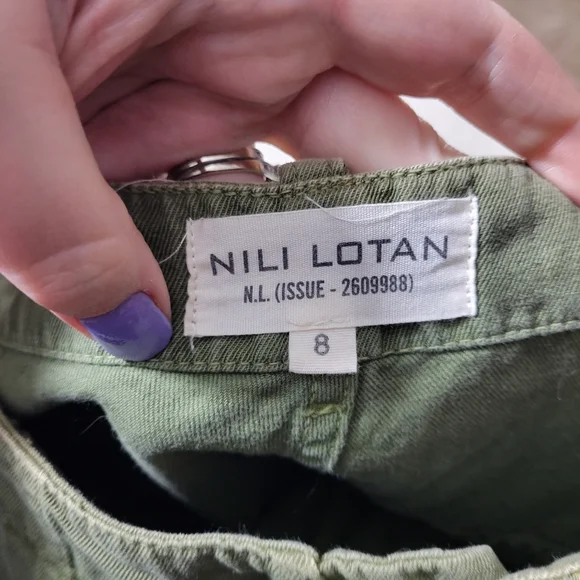 NILI LOTAN
N.L. (ISSUE - 2609988)
8